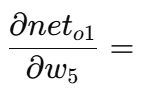 ∂net_{o1} / ∂w_5 =